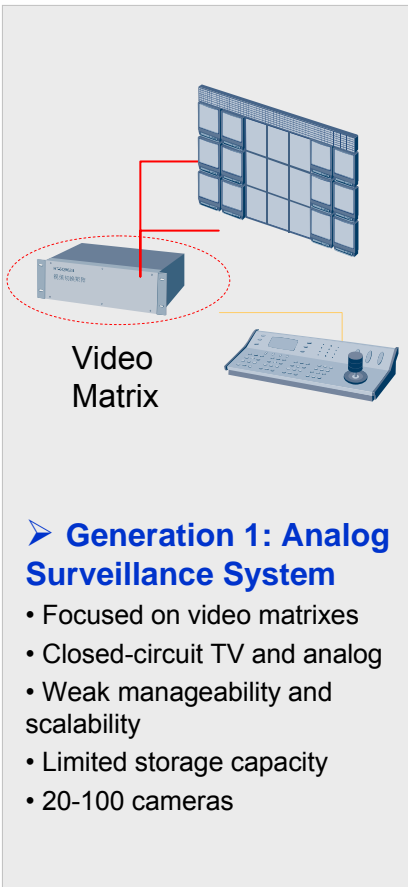 Video
Matrix
➢ Generation 1: Analog
Surveillance System
• Focused on video matrixes
• Closed-circuit TV and analog
• Weak manageability and
scalability
• Limited storage capacity
• 20-100 cameras